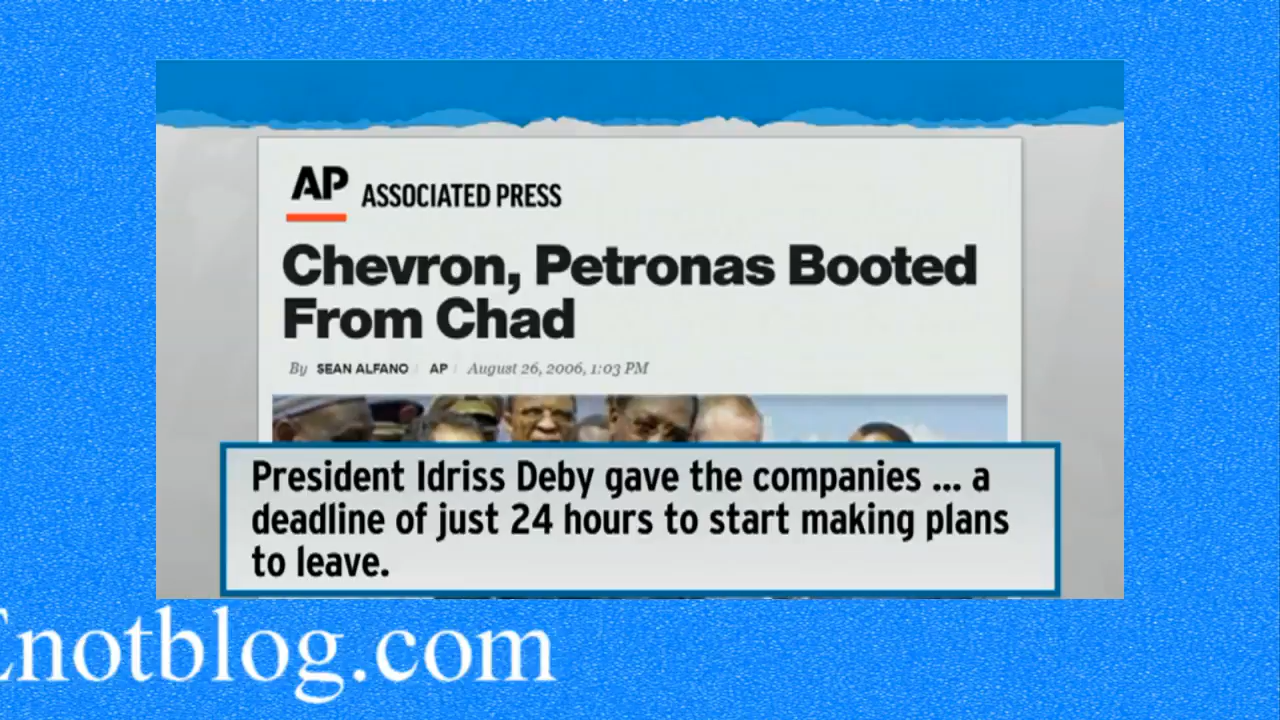 AP ASSOCIATED PRESS
Chevron, Petronas Booted
From Chad
By SEAN ALFANO AP August 26, 2006, 1:03 PM
President Idriss Deby gave the companies ... a
deadline of just 24 hours to start making plans
to leave.
Enotblog.com